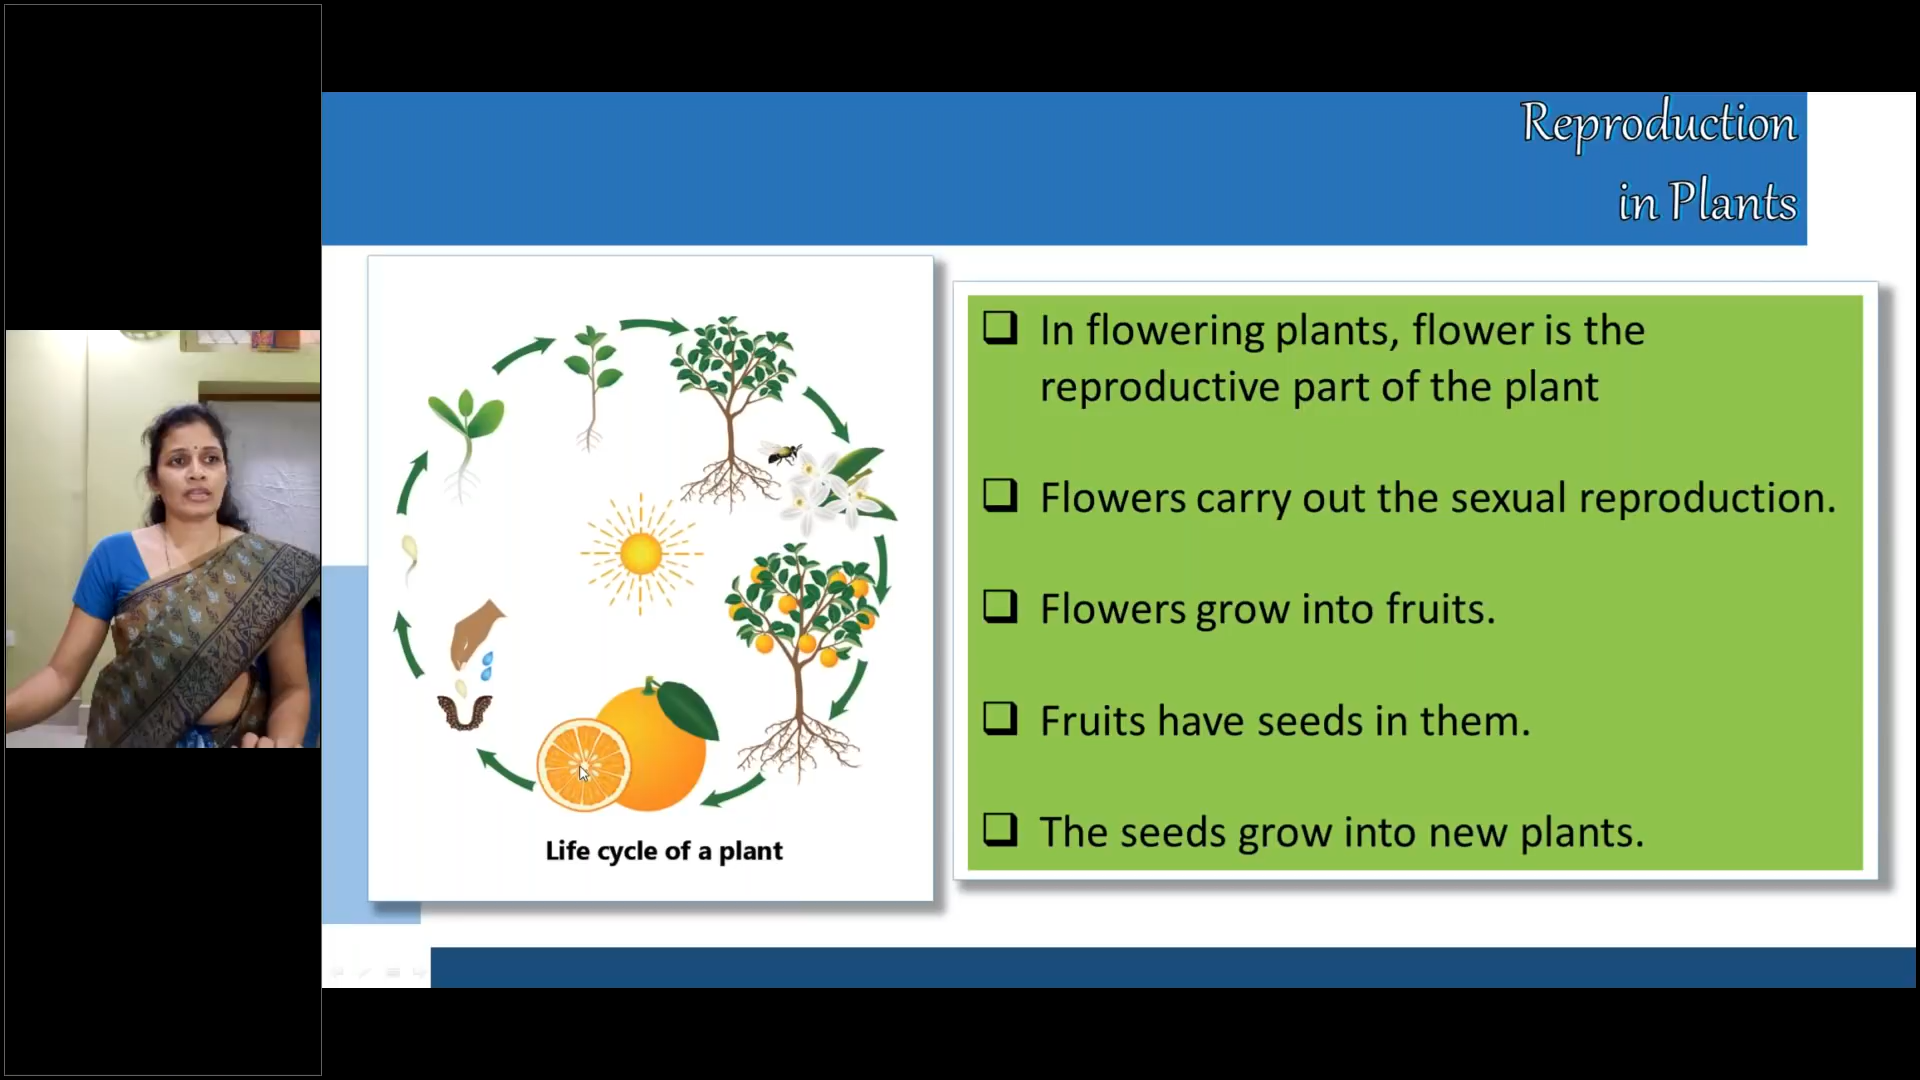 Reproduction
in Plants
Life cycle of a plant
In flowering plants, flower is the
reproductive part of the plant
Flowers carry out the sexual reproduction.
Flowers grow into fruits.
Fruits have seeds in them.
The seeds grow into new plants.